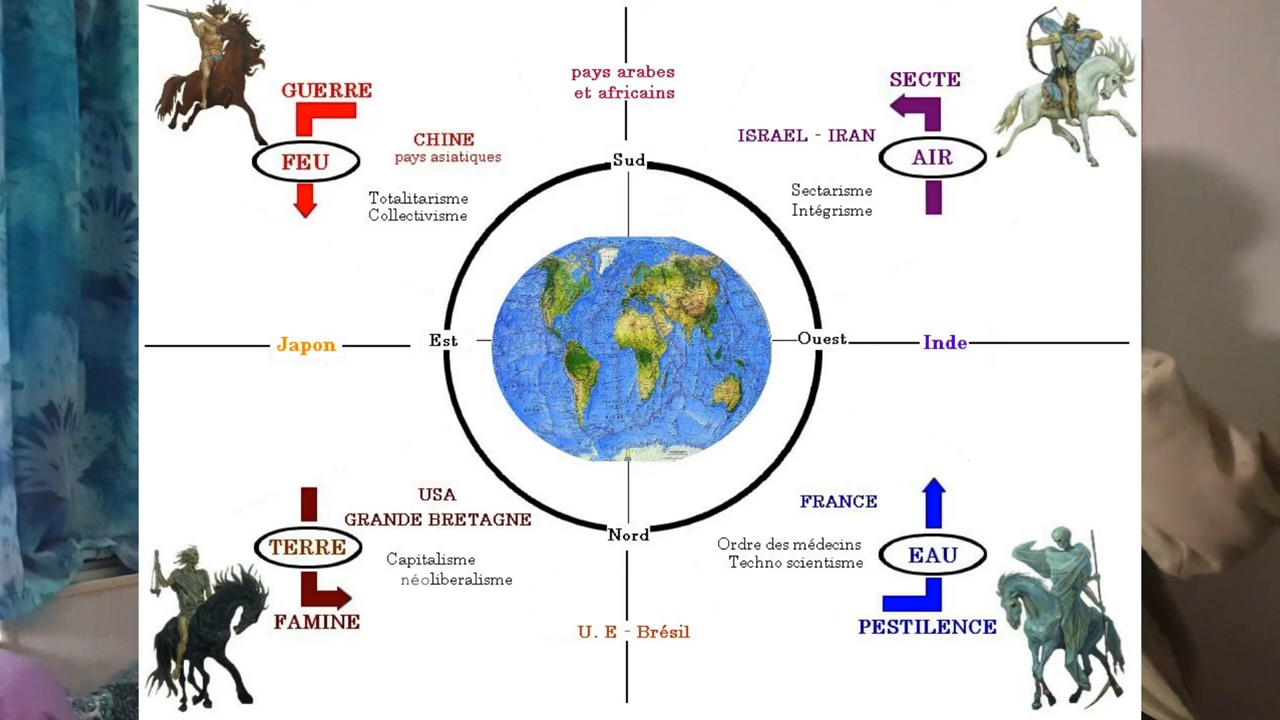 GUERRE
FEU
CHINE
pays asiatiques
Totalitarisme
Collectivisme
pays arabes
et africains
Sud
SECTE
ISRAEL - IRAN
AIR
Sectarisme
Intégrisme
Japon
Est
Ouest
Inde
USA
GRANDE BRETAGNE
TERRE
Capitalisme
néoliberalisme
FAMINE
Nord
U. E - Brésil
FRANCE
Ordre des médecins
Techno scientisme
EAU
PESTILENCE